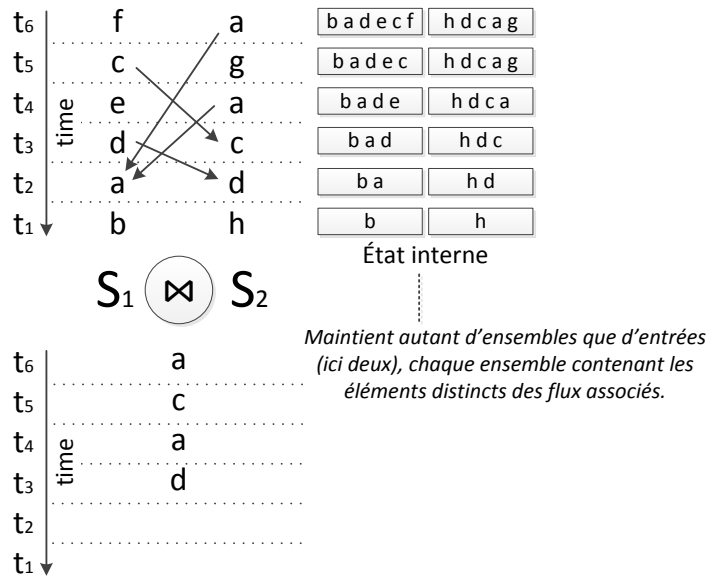 t6 f a b a d e c f h d c a g
t5 c g b a d e c h d c a g
t4 e a b a d e h d c a
t3 d c b a d h d c
t2 a d b a h d
t1 b h b h
time
État interne
S1 ⋈ S2
Maintient autant d’ensembles que d’entrées
(ici deux), chaque ensemble contenant les
éléments distincts des flux associés.
t6 a
t5 c
t4 a
t3 d
t2
t1
time